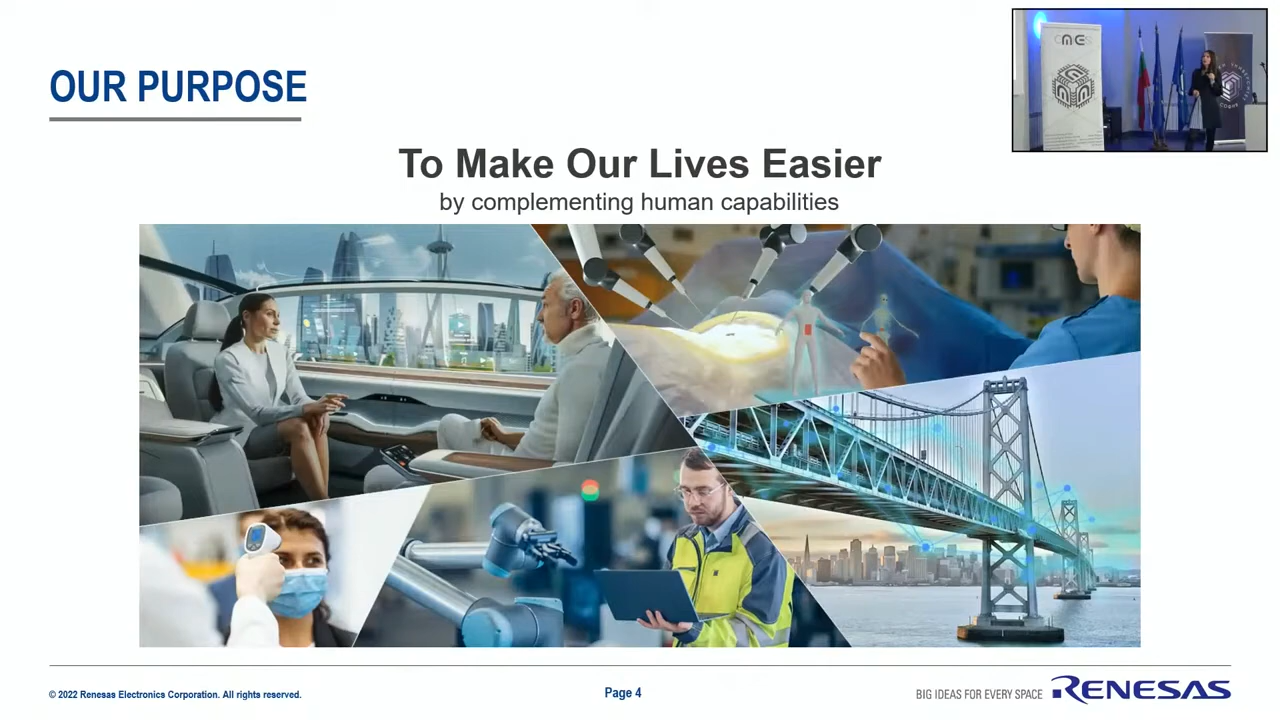 OUR PURPOSE
To Make Our Lives Easier
by complementing human capabilities
© 2022 Renesas Electronics Corporation. All rights reserved.
Page 4
BIG IDEAS FOR EVERY SPACE
RENESAS